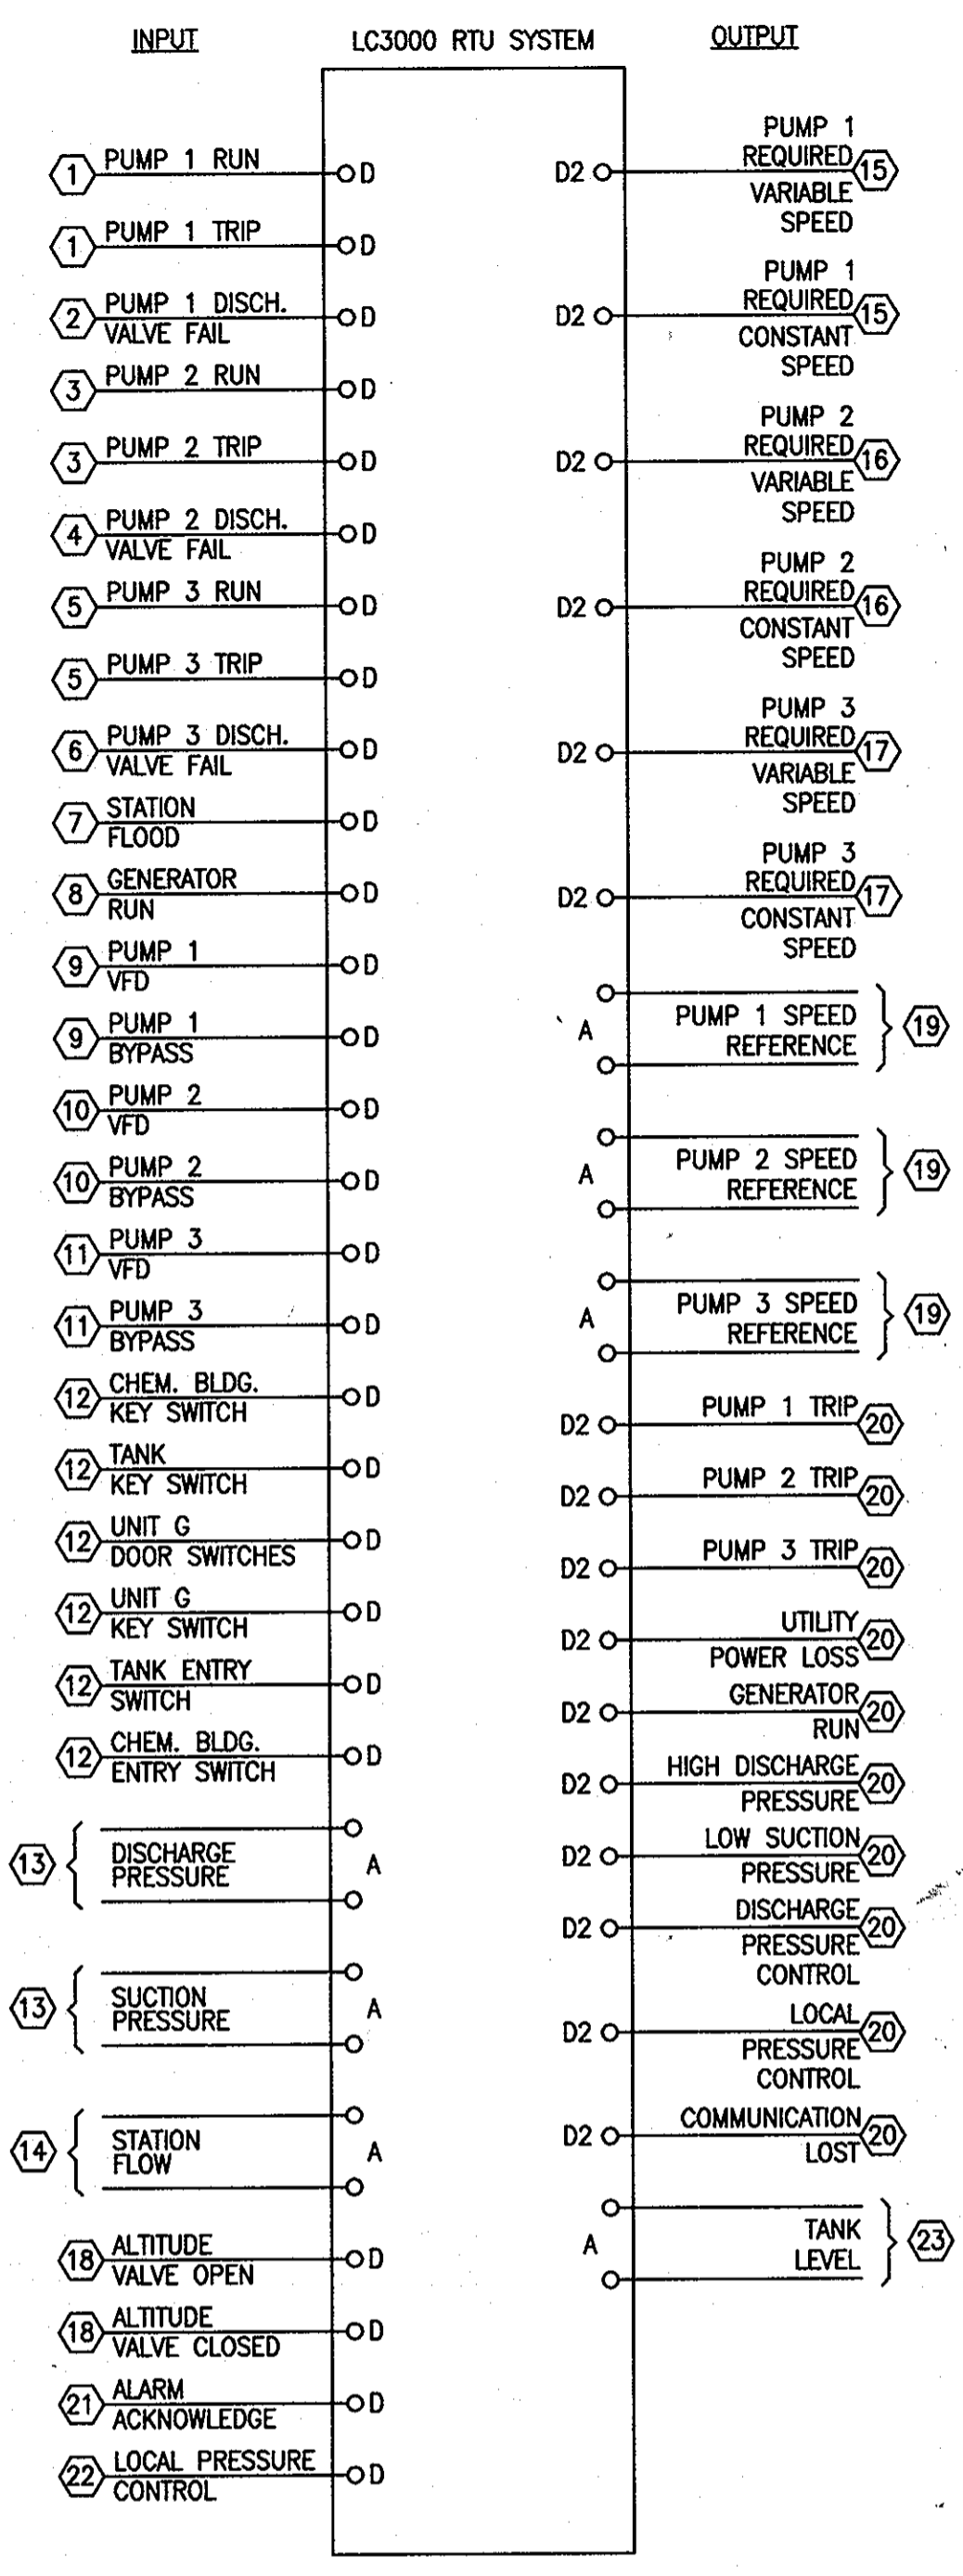 INPUT
LC3000 RTU SYSTEM
OUTPUT
1 PUMP 1 RUN D
1 PUMP 1 TRIP D
2 PUMP 1 DISCH. D
VALVE FAIL
3 PUMP 2 RUN D
3 PUMP 2 TRIP D
4 PUMP 2 DISCH. D
VALVE FAIL
5 PUMP 3 RUN D
5 PUMP 3 TRIP D
6 PUMP 3 DISCH. D
VALVE FAIL
7 STATION D
FLOOD
8 GENERATOR D
RUN
9 PUMP 1 D
VFD
9 PUMP 1 D
BYPASS
10 PUMP 2 D
VFD
10 PUMP 2 D
BYPASS
11 PUMP 3 D
VFD
11 PUMP 3 D
BYPASS
12 CHEM. BLDG. D
KEY SWITCH
12 TANK D
KEY SWITCH
12 UNIT G D
DOOR SWITCHES
12 UNIT G D
KEY SWITCH
12 TANK ENTRY D
SWITCH
12 CHEM. BLDG. D
ENTRY SWITCH
13 DISCHARGE A
PRESSURE
13 SUCTION A
PRESSURE
14 STATION A
FLOW
18 ALTITUDE D
VALVE OPEN
18 ALTITUDE D
VALVE CLOSED
21 ALARM D
ACKNOWLEDGE
22 LOCAL PRESSURE D
CONTROL
PUMP 1
D2 REQUIRED 15
VARIABLE
SPEED
PUMP 1
D2 REQUIRED 15
CONSTANT
SPEED
PUMP 2
D2 REQUIRED 16
VARIABLE
SPEED
PUMP 2
D2 REQUIRED 16
CONSTANT
SPEED
PUMP 3
D2 REQUIRED 17
VARIABLE
SPEED
PUMP 3
D2 REQUIRED 17
CONSTANT
SPEED
A PUMP 1 SPEED 19
REFERENCE
A PUMP 2 SPEED 19
REFERENCE
A PUMP 3 SPEED 19
REFERENCE
D2 PUMP 1 TRIP 20
D2 PUMP 2 TRIP 20
D2 PUMP 3 TRIP 20
D2 UTILITY 20
POWER LOSS
D2 GENERATOR 20
RUN
D2 HIGH DISCHARGE 20
PRESSURE
D2 LOW SUCTION 20
PRESSURE
D2 DISCHARGE 20
PRESSURE
CONTROL
D2 LOCAL 20
PRESSURE
CONTROL
D2 COMMUNICATION 20
LOST
A TANK 23
LEVEL